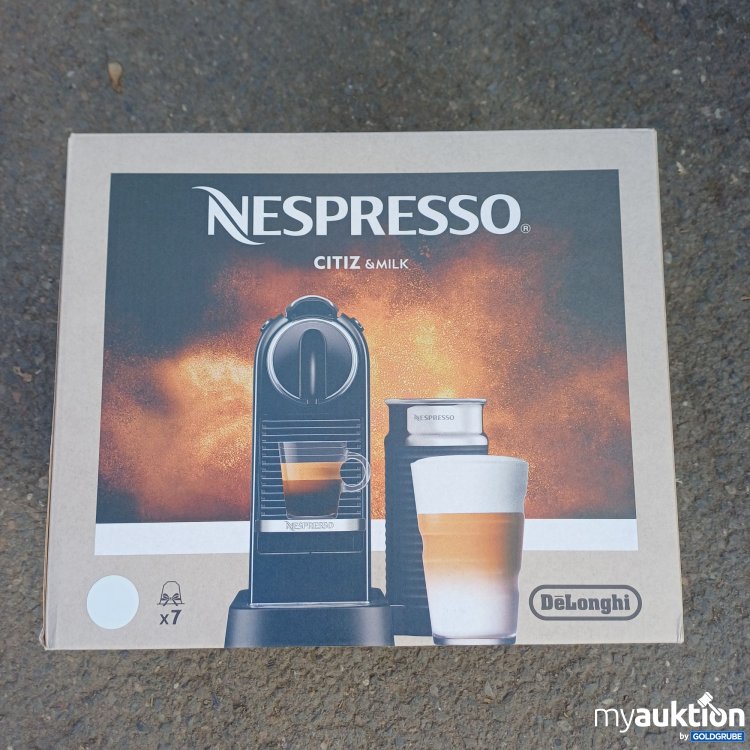 NESPRESSO®
CITIZ & MILK
NESPRESSO
NESPRESSO
x7
DeLonghi
myauktion
by GOLDGRUBE